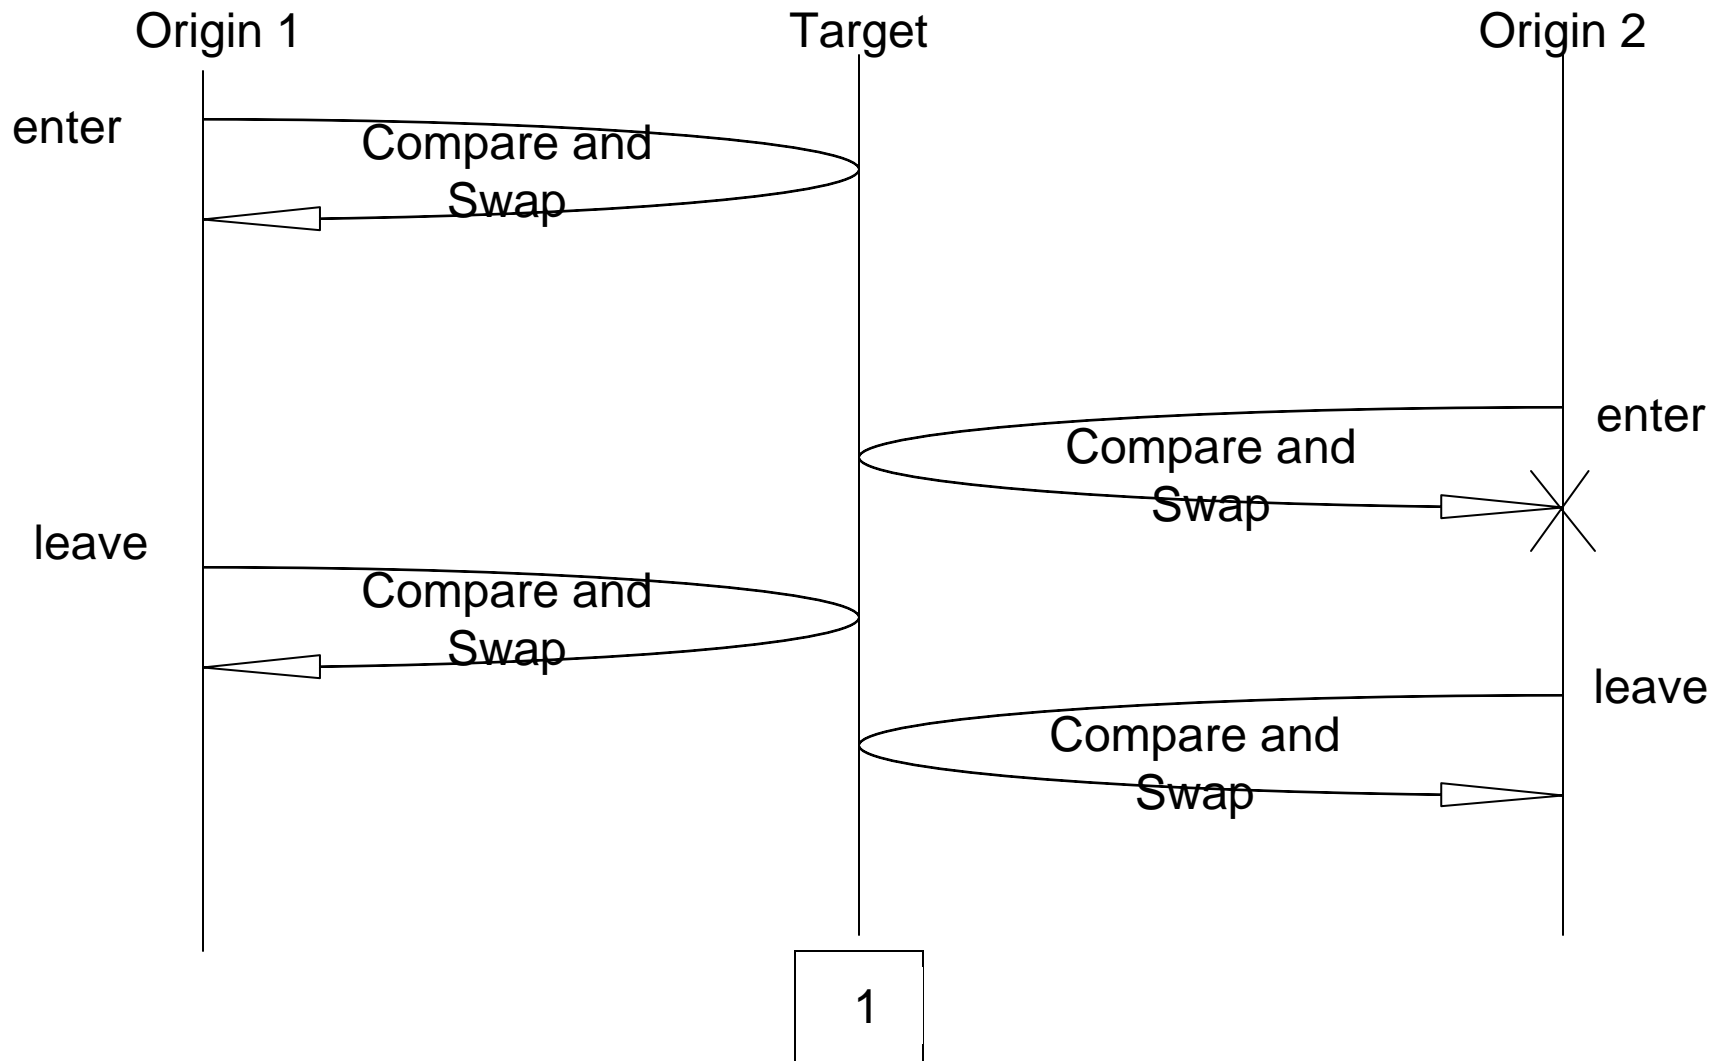 Origin 1
Target
Origin 2
enter
Compare and
Swap
enter
Compare and
Swap
leave
Compare and
Swap
leave
Compare and
Swap
1